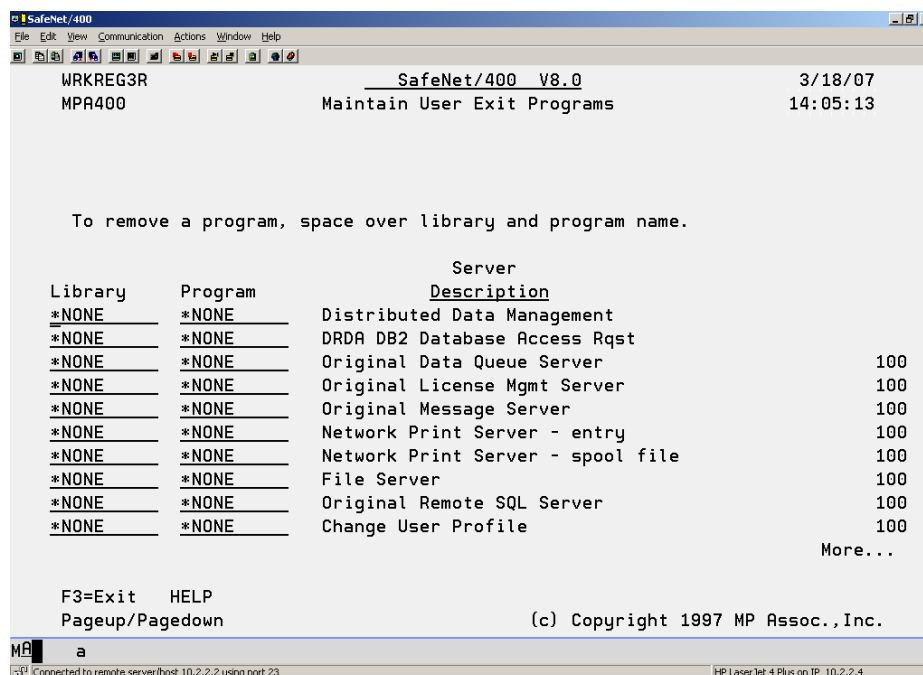 SafeNet/400
File Edit View Communication Actions Window Help
WRKREG3R SafeNet/400 V8.0 3/18/07
MPA400 Maintain User Exit Programs 14:05:13
To remove a program, space over library and program name.
Server
Library Program Description
*NONE *NONE Distributed Data Management
*NONE *NONE DRDA DB2 Database Access Rqst
*NONE *NONE Original Data Queue Server 100
*NONE *NONE Original License Mgmt Server 100
*NONE *NONE Original Message Server 100
*NONE *NONE Network Print Server - entry 100
*NONE *NONE Network Print Server - spool file 100
*NONE *NONE File Server 100
*NONE *NONE Original Remote SQL Server 100
*NONE *NONE Change User Profile 100
More...
F3=Exit HELP
Pageup/Pagedown (c) Copyright 1997 MP Assoc.,Inc.
MA a
Connected to remote server/host 10.2.2.2 using port 23 HP LaserJet 4 Plus on IP_10.2.2.4